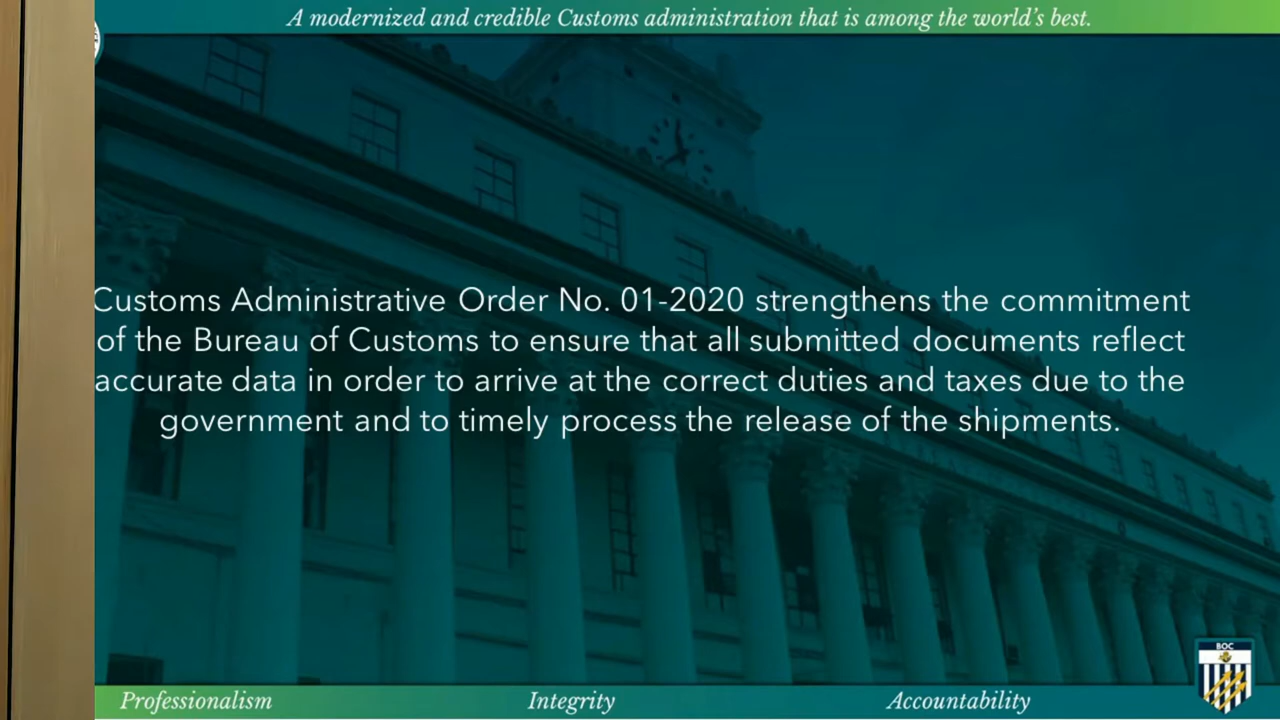 A modernized and credible Customs administration that is among the world's best.
Customs Administrative Order No. 01-2020 strengthens the commitment
of the Bureau of Customs to ensure that all submitted documents reflect
accurate data in order to arrive at the correct duties and taxes due to the
government and to timely process the release of the shipments.
BOC
Professionalism Integrity Accountability